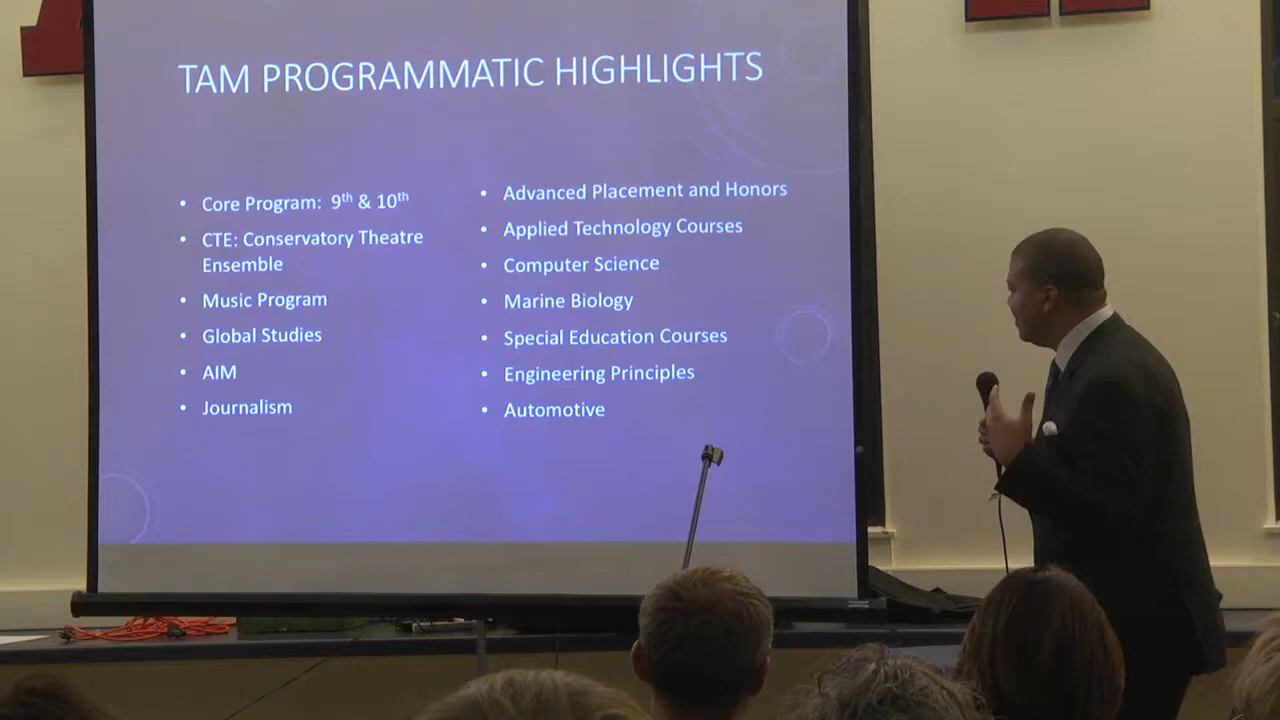 TAM PROGRAMMATIC HIGHLIGHTS
• Core Program: 9th & 10th
• CTE: Conservatory Theatre
Ensemble
• Music Program
• Global Studies
• AIM
• Journalism
• Advanced Placement and Honors
• Applied Technology Courses
• Computer Science
• Marine Biology
• Special Education Courses
• Engineering Principles
• Automotive